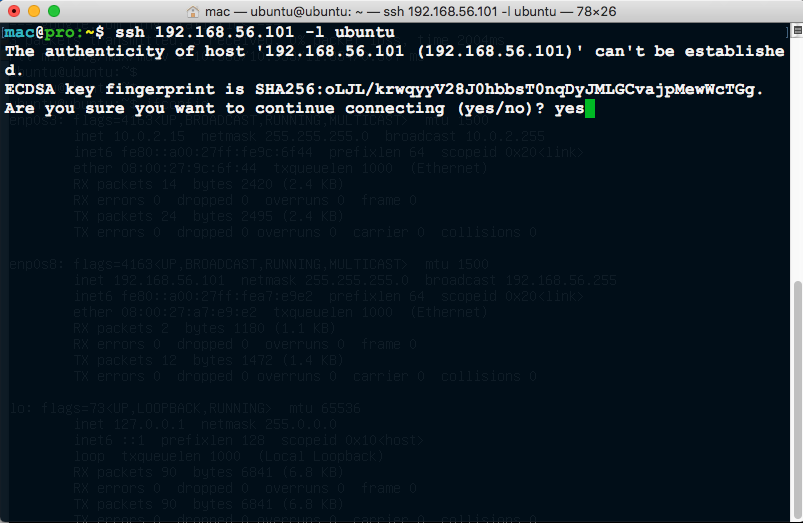 mac — ubuntu@ubuntu: ~ — ssh 192.168.56.101 -l ubuntu — 78×26
mac@pro:~$ ssh 192.168.56.101 -l ubuntu
The authenticity of host '192.168.56.101 (192.168.56.101)' can't be establishe
d.
ECDSA key fingerprint is SHA256:oLJL/krwqyyV28J0hbbsT0nqDyJMLGCvajpMewWcTGg.
Are you sure you want to continue connecting (yes/no)? yes
inet 10.0.2.15 netmask 255.255.255.0 broadcast 10.0.2.255
inet6 fe80::a00:27ff:fe9c:6f44 prefixlen 64 scopeid 0x20<link>
ether 08:00:27:9c:6f:44 txqueuelen 1000 (Ethernet)
RX packets 14 bytes 2420 (2.4 KB)
RX errors 0 dropped 0 overruns 0 frame 0
TX packets 24 bytes 2495 (2.4 KB)
TX errors 0 dropped 0 overruns 0 carrier 0 collisions 0
enp0s8: flags=4163<UP,BROADCAST,RUNNING,MULTICAST> mtu 1500
inet 192.168.56.101 netmask 255.255.255.0 broadcast 192.168.56.255
inet6 fe80::a00:27ff:fea7:e9e2 prefixlen 64 scopeid 0x20<link>
ether 08:00:27:a7:e9:e2 txqueuelen 1000 (Ethernet)
RX packets 2 bytes 1180 (1.1 KB)
RX errors 0 dropped 0 overruns 0 frame 0
TX packets 12 bytes 1472 (1.4 KB)
TX errors 0 dropped 0 overruns 0 carrier 0 collisions 0
lo: flags=73<UP,LOOPBACK,RUNNING> mtu 65536
inet 127.0.0.1 netmask 255.0.0.0
inet6 ::1 prefixlen 128 scopeid 0x10<host>
loop txqueuelen 1000 (Local Loopback)
RX packets 90 bytes 6841 (6.8 KB)
RX errors 0 dropped 0 overruns 0 frame 0
TX packets 90 bytes 6841 (6.8 KB)
TX errors 0 dropped 0 overruns 0 carrier 0 collisions 0